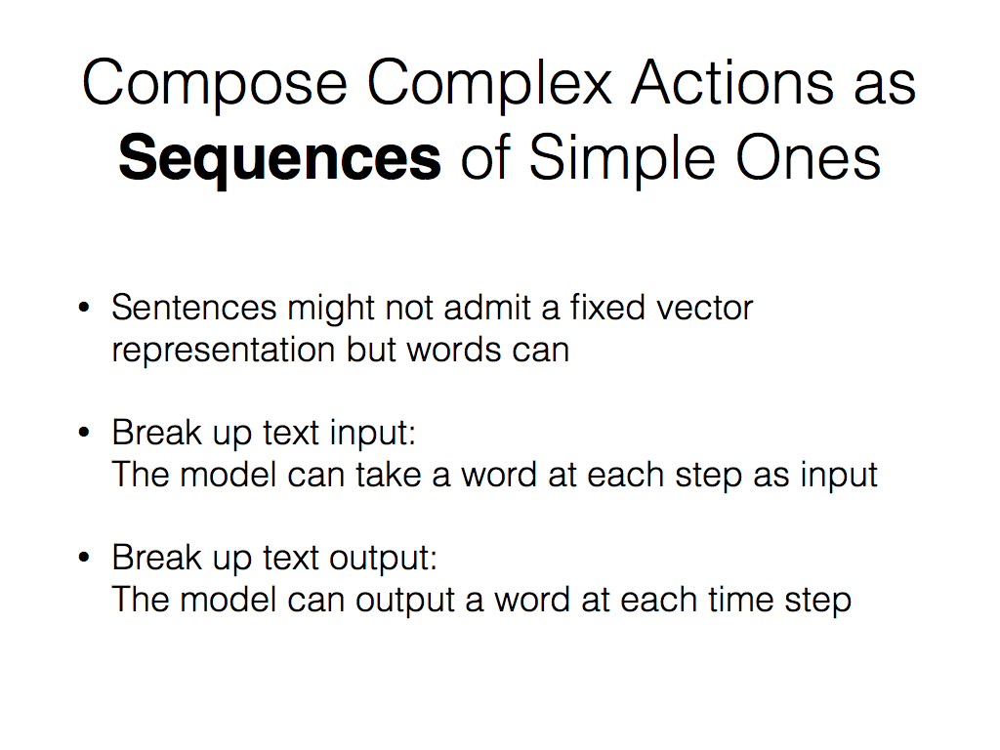 Compose Complex Actions as
Sequences of Simple Ones
• Sentences might not admit a fixed vector
representation but words can
• Break up text input:
The model can take a word at each step as input
• Break up text output:
The model can output a word at each time step